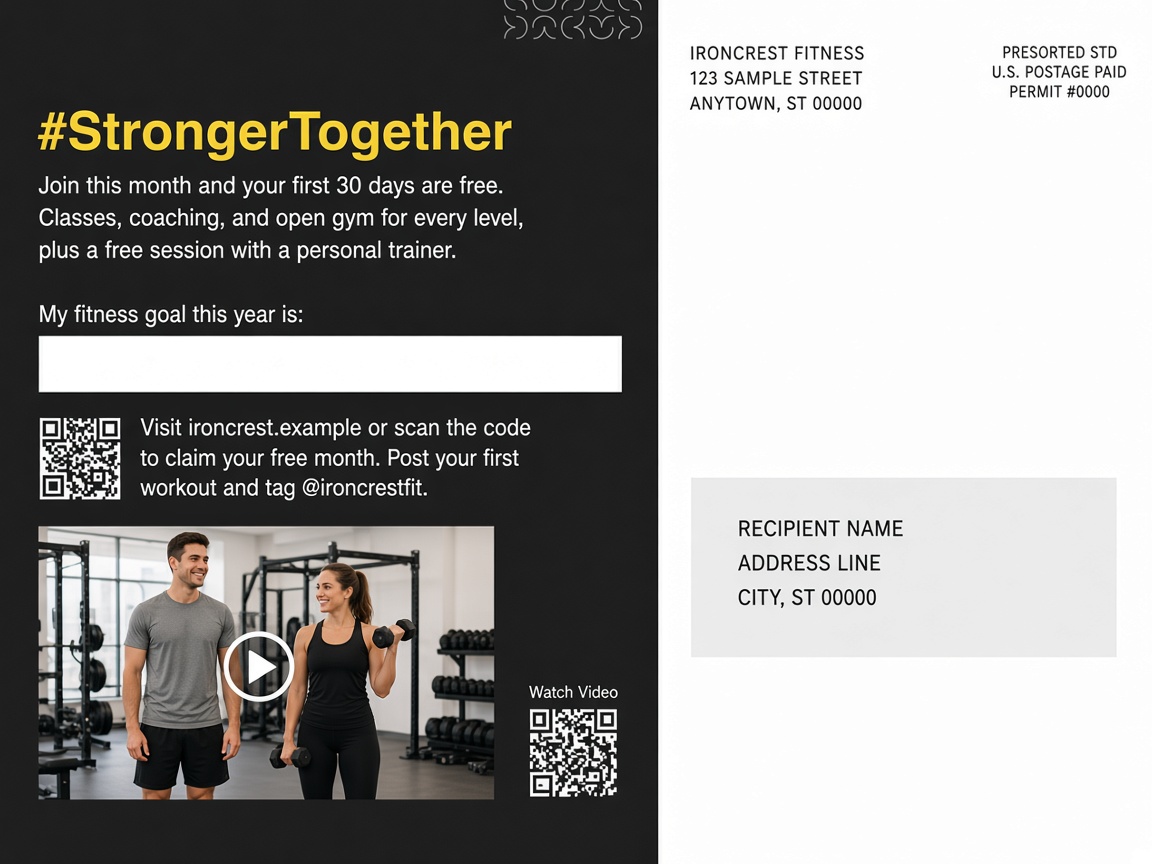 #StrongerTogether
Join this month and your first 30 days are free.
Classes, coaching, and open gym for every level,
plus a free session with a personal trainer.
My fitness goal this year is:
Visit ironcrest.example or scan the code
to claim your free month. Post your first
workout and tag @ironcrestfit.
Watch Video
IRONCREST FITNESS
123 SAMPLE STREET
ANYTOWN, ST 00000
PRESORTED STD
U.S. POSTAGE PAID
PERMIT #0000
RECIPIENT NAME
ADDRESS LINE
CITY, ST 00000